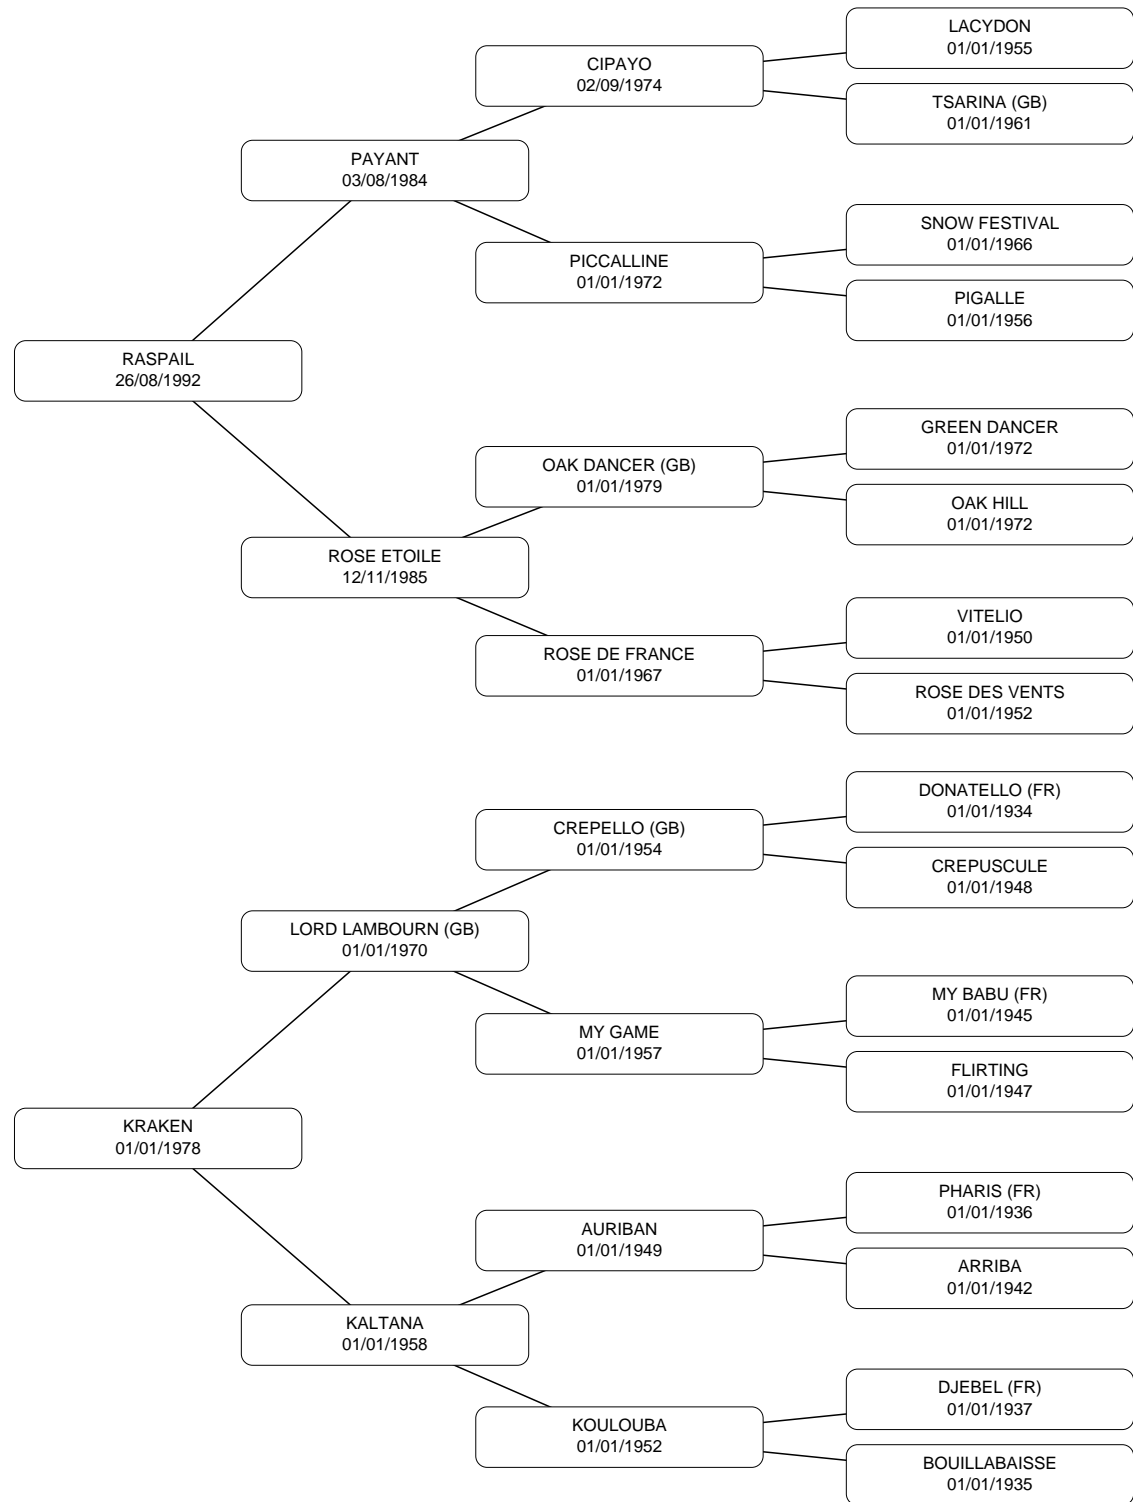 LACYDON
01/01/1955
CIPAYO
02/09/1974
TSARINA (GB)
01/01/1961
PAYANT
03/08/1984
SNOW FESTIVAL
01/01/1966
PICCALLINE
01/01/1972
PIGALLE
01/01/1956
RASPAIL
26/08/1992
GREEN DANCER
01/01/1972
OAK DANCER (GB)
01/01/1979
OAK HILL
01/01/1972
ROSE ETOILE
12/11/1985
VITELIO
01/01/1950
ROSE DE FRANCE
01/01/1967
ROSE DES VENTS
01/01/1952
DONATELLO (FR)
01/01/1934
CREPELLO (GB)
01/01/1954
CREPUSCULE
01/01/1948
LORD LAMBOURN (GB)
01/01/1970
MY BABU (FR)
01/01/1945
MY GAME
01/01/1957
FLIRTING
01/01/1947
KRAKEN
01/01/1978
PHARIS (FR)
01/01/1936
AURIBAN
01/01/1949
ARRIBA
01/01/1942
KALTANA
01/01/1958
DJEBEL (FR)
01/01/1937
KOULOUBA
01/01/1952
BOUILLABAISSE
01/01/1935